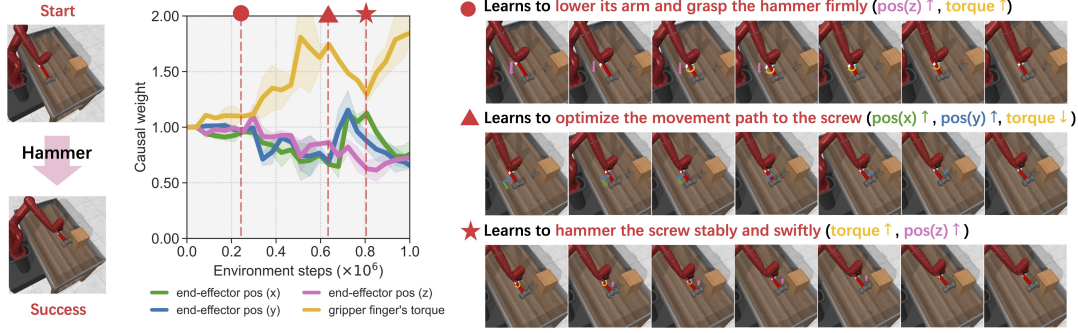 Start
Hammer
Success
Causal weight
2.00
1.50
1.00
0.50
0.00
0.0 0.2 0.4 0.6 0.8 1.0
Environment steps (×10⁶)
end-effector pos (x)
end-effector pos (y)
end-effector pos (z)
gripper finger's torque
Learns to lower its arm and grasp the hammer firmly (pos(z) ↑, torque ↑)
Learns to optimize the movement path to the screw (pos(x) ↑, pos(y) ↑, torque ↓)
Learns to hammer the screw stably and swiftly (torque ↑, pos(z) ↑)